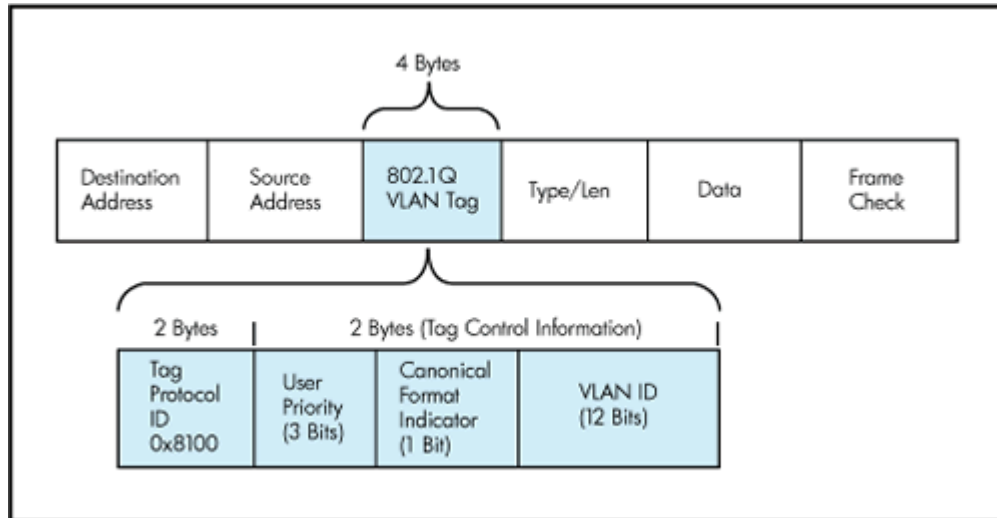 4 Bytes
Destination
Address
Source
Address
802.1Q
VLAN Tag
Type/Len
Data
Frame
Check
2 Bytes
2 Bytes (Tag Control Information)
Tag
Protocol
ID
0x8100
User
Priority
(3 Bits)
Canonical
Format
Indicator
(1 Bit)
VLAN ID
(12 Bits)